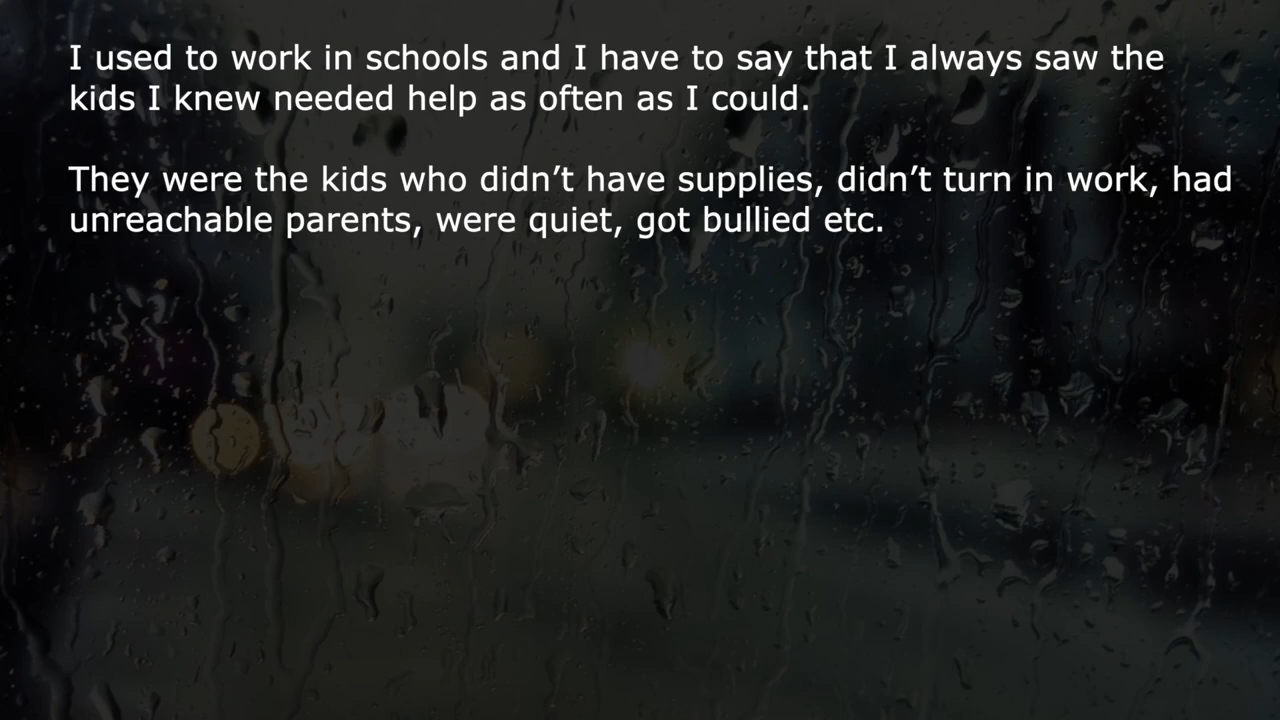 I used to work in schools and I have to say that I always saw the
kids I knew needed help as often as I could.
They were the kids who didn’t have supplies, didn’t turn in work, had
unreachable parents, were quiet, got bullied etc.